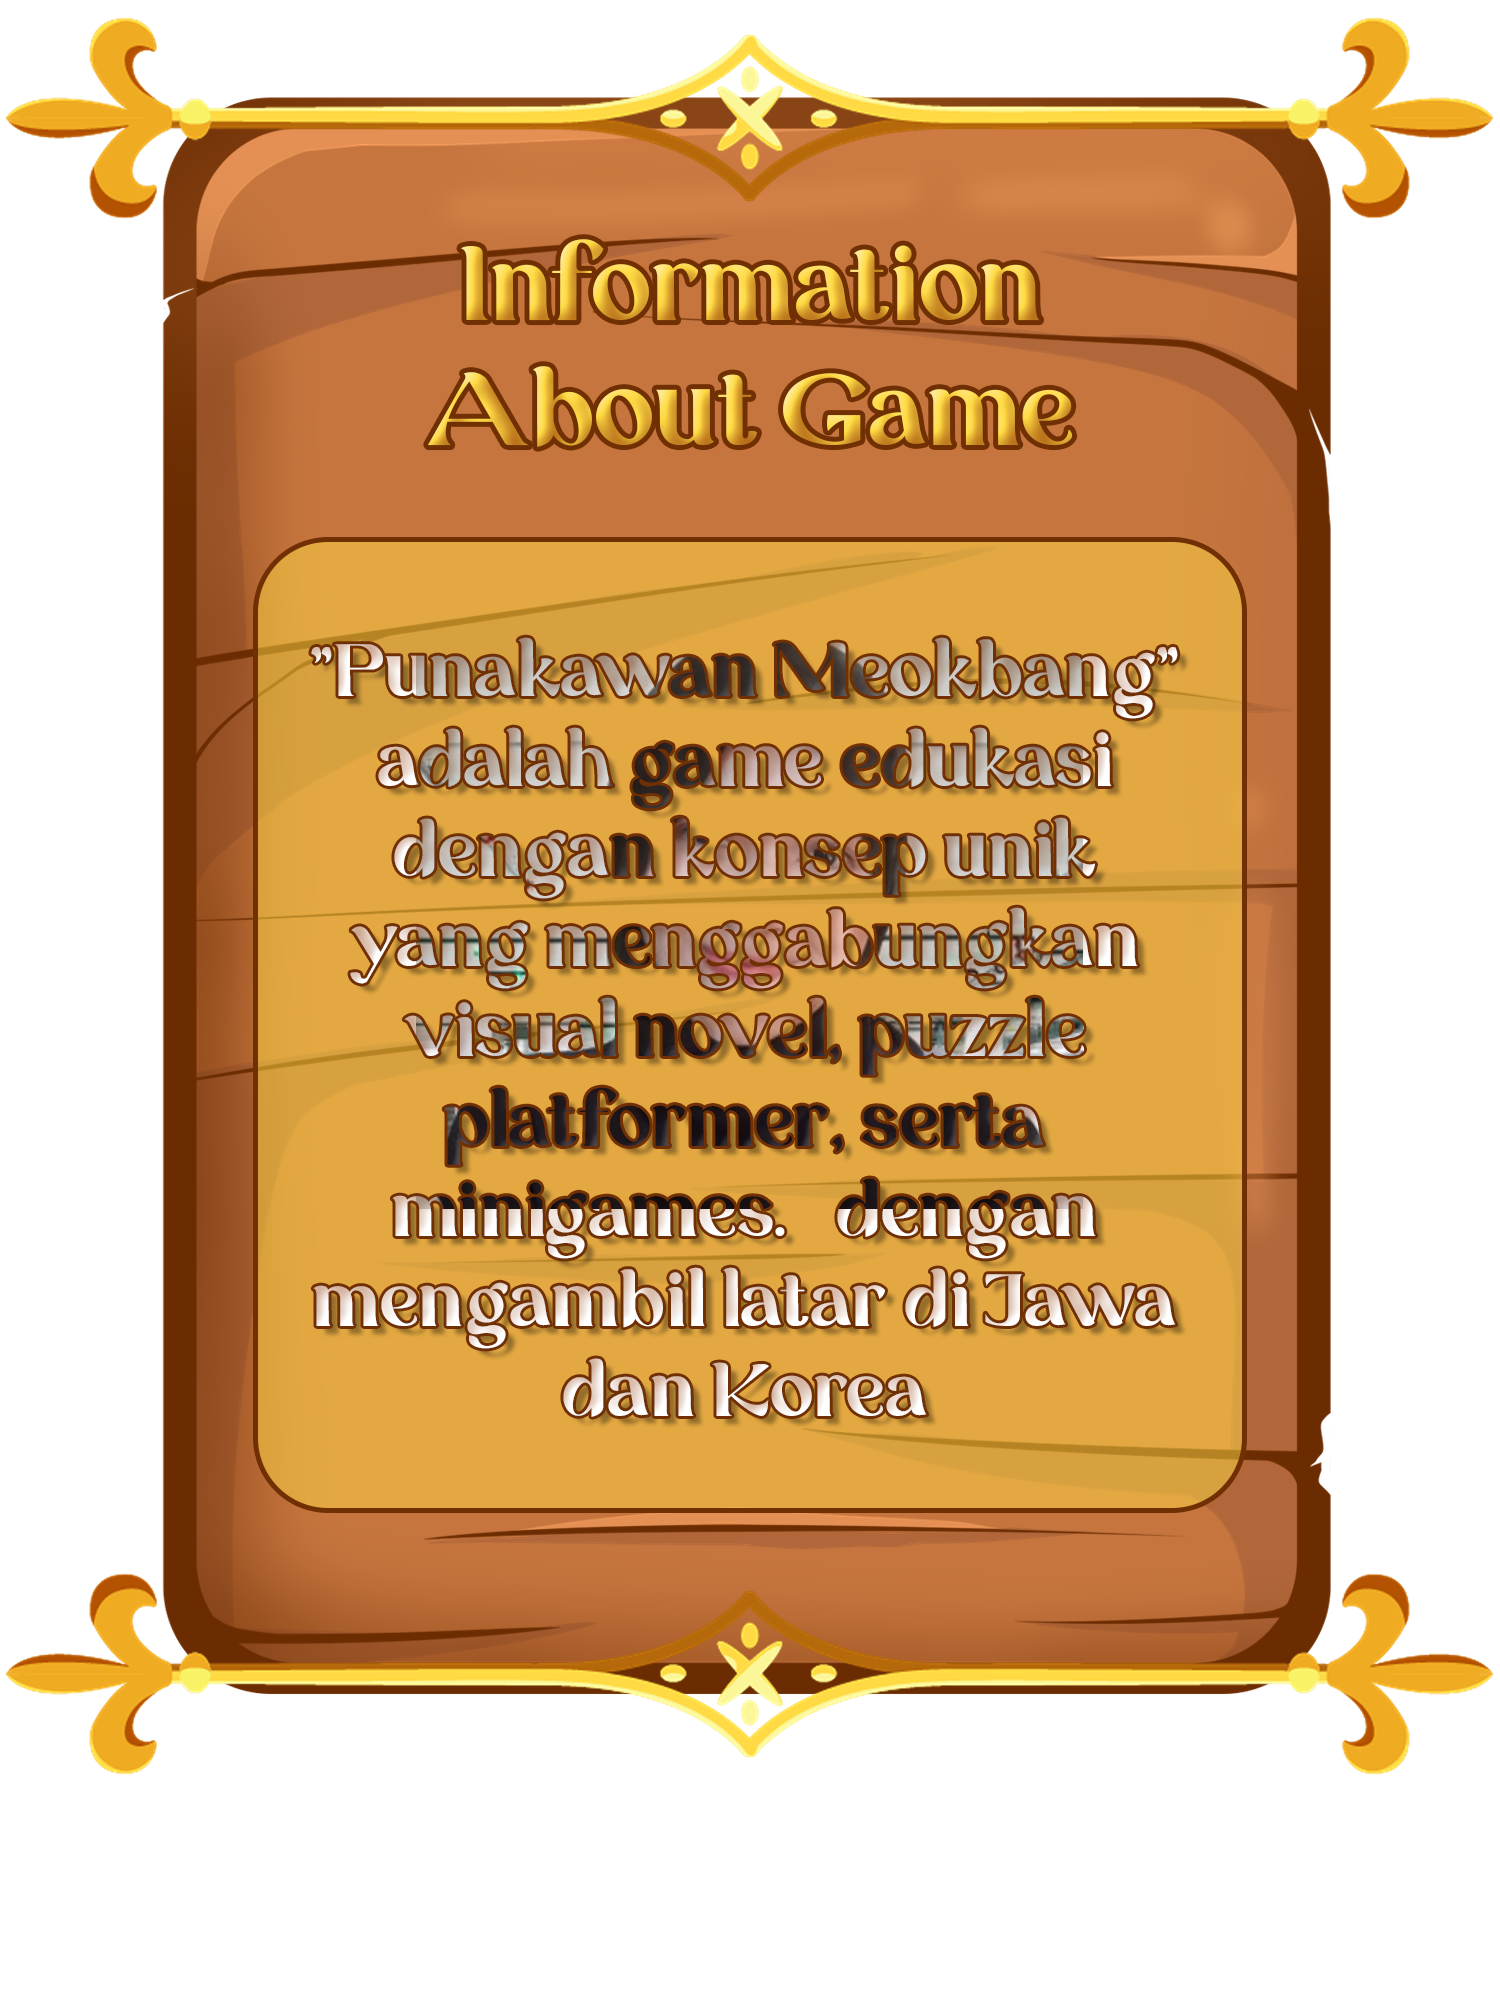 Information
About Game
"Punakawan Meokbang"
adalah game edukasi
dengan konsep unik
yang menggabungkan
visual novel, puzzle
platformer, serta
minigames. dengan
mengambil latar di Jawa
dan Korea